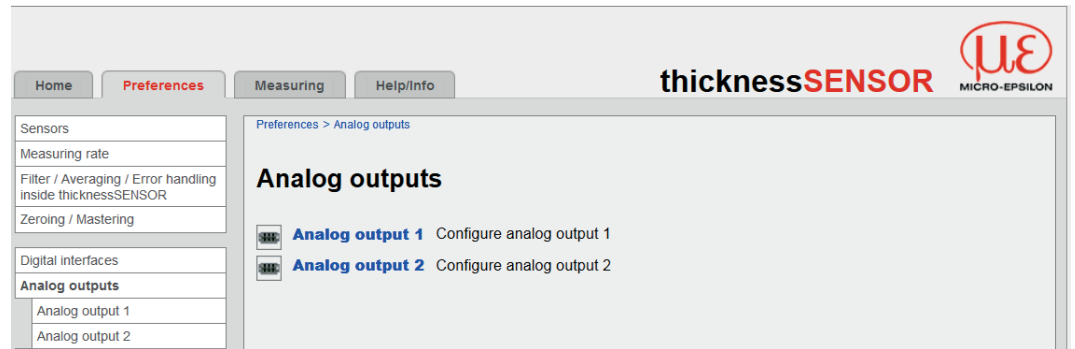 Home
Preferences
Measuring
Help/Info
thicknessSENSOR
με
MICRO-EPSILON
Sensors
Measuring rate
Filter / Averaging / Error handling
inside thicknessSENSOR
Zeroing / Mastering
Digital interfaces
Analog outputs
Analog output 1
Analog output 2
Preferences > Analog outputs
Analog outputs
Analog output 1 Configure analog output 1
Analog output 2 Configure analog output 2